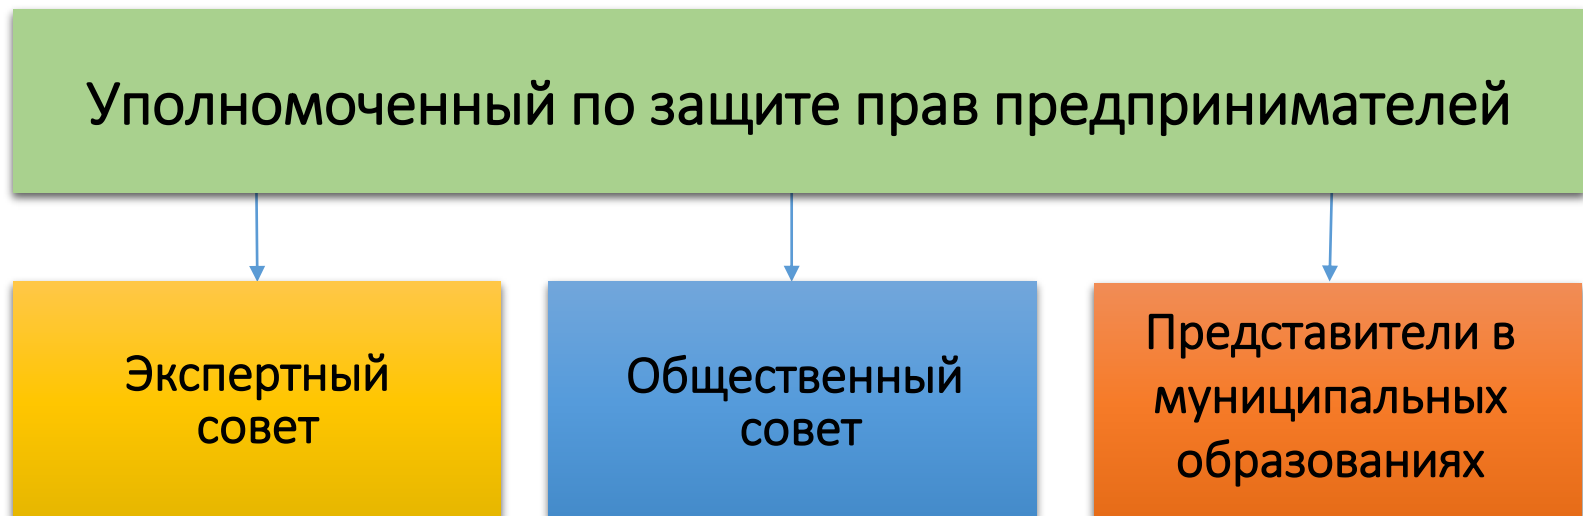 Уполномоченный по защите прав предпринимателей
Экспертный
совет
Общественный
совет
Представители в
муниципальных
образованиях